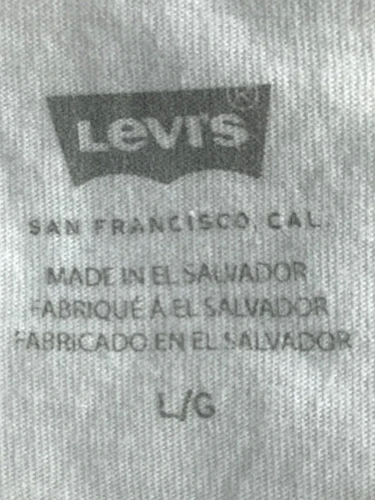 Levi's ®
SAN FRANCISCO, CAL.
MADE IN EL SALVADOR
FABRIQUÉ À EL SALVADOR
FABRICADO EN EL SALVADOR
L/G